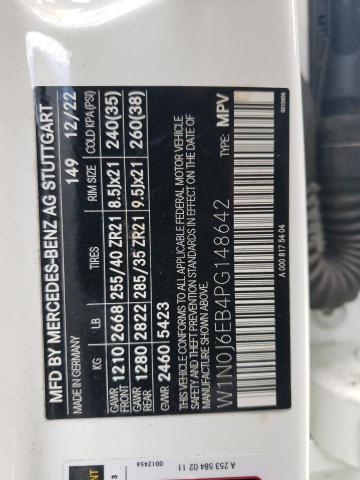 MFD BY MERCEDES-BENZ AG STUTTGART
MADE IN GERMANY 149 12/22
KG LB TIRES RIM SIZE COLD KPA (PSI)
GAWR FRONT 1210 2668 255/40 ZR21 8.5Jx21 240(35)
GAWR REAR 1280 2822 285/35 ZR21 9.5Jx21 260(38)
GVWR 2460 5423
THIS VEHICLE CONFORMS TO ALL APPLICABLE FEDERAL MOTOR VEHICLE
SAFETY AND THEFT PREVENTION STANDARDS IN EFFECT ON THE DATE OF
MANUFACTURE SHOWN ABOVE.
W1N0J6EB4PG148642 TYPE: MPV
A 000 817 54 04
0012456
A 253 584 02 11
0012456